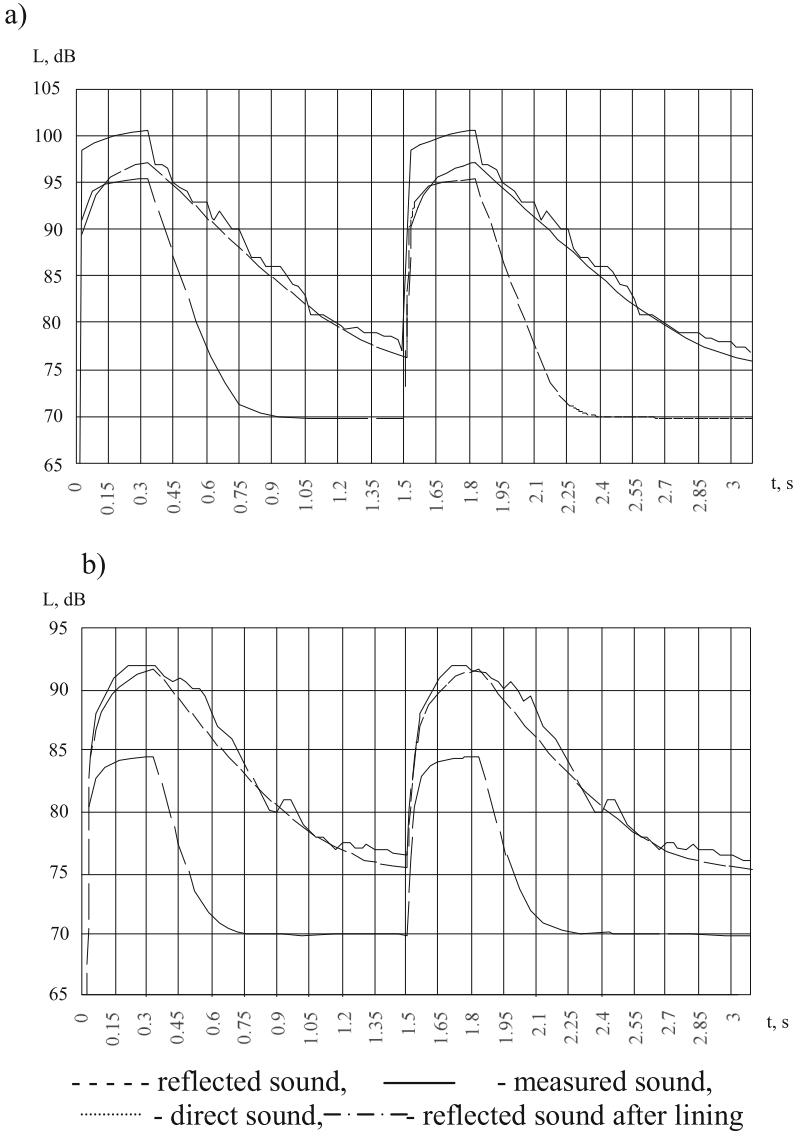 a)
L, dB
105
100
95
90
85
80
75
70
65
0 0.15 0.3 0.45 0.6 0.75 0.9 1.05 1.2 1.35 1.5 1.65 1.8 1.95 2.1 2.25 2.4 2.55 2.7 2.85 3 t, s
b)
L, dB
95
90
85
80
75
70
65
0 0.15 0.3 0.45 0.6 0.75 0.9 1.05 1.2 1.35 1.5 1.65 1.8 1.95 2.1 2.25 2.4 2.55 2.7 2.85 3 t, s
- reflected sound, - measured sound,
- direct sound, - reflected sound after lining